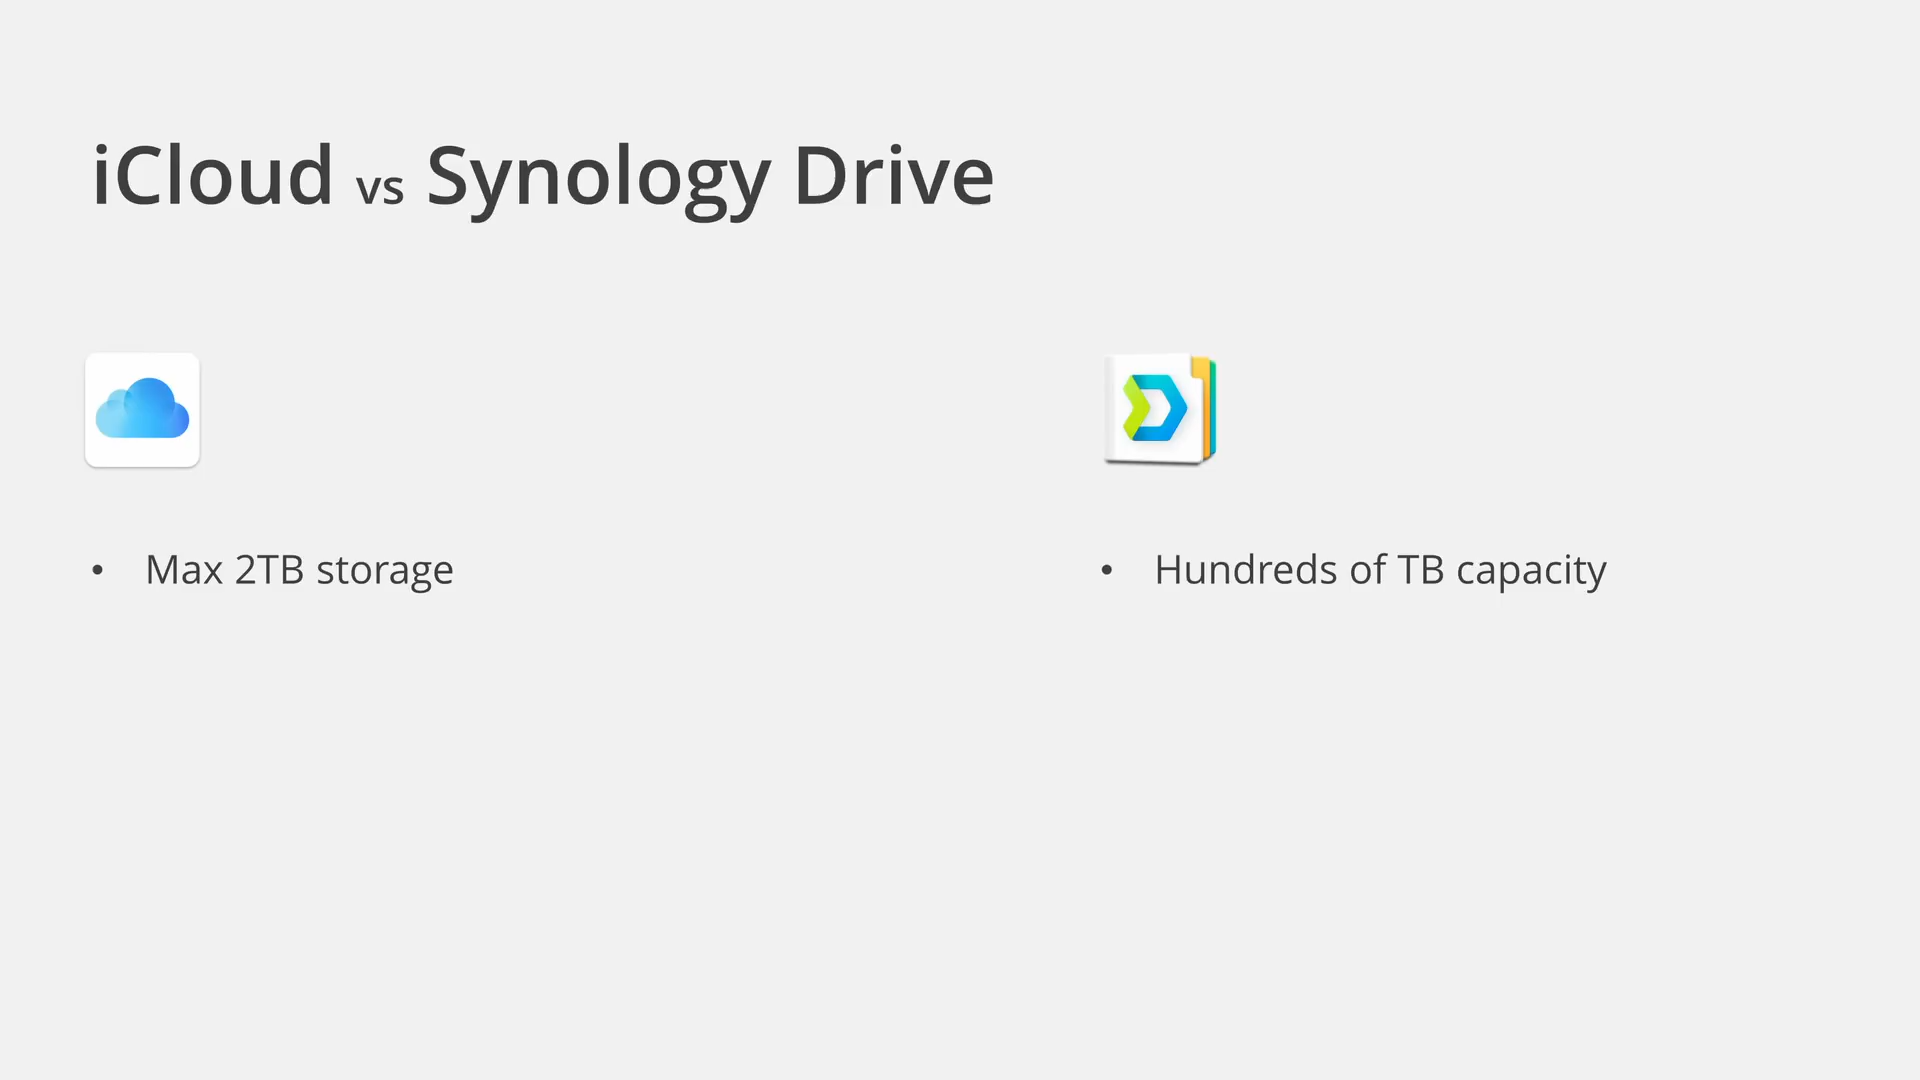 iCloud vs Synology Drive
• Max 2TB storage
• Hundreds of TB capacity